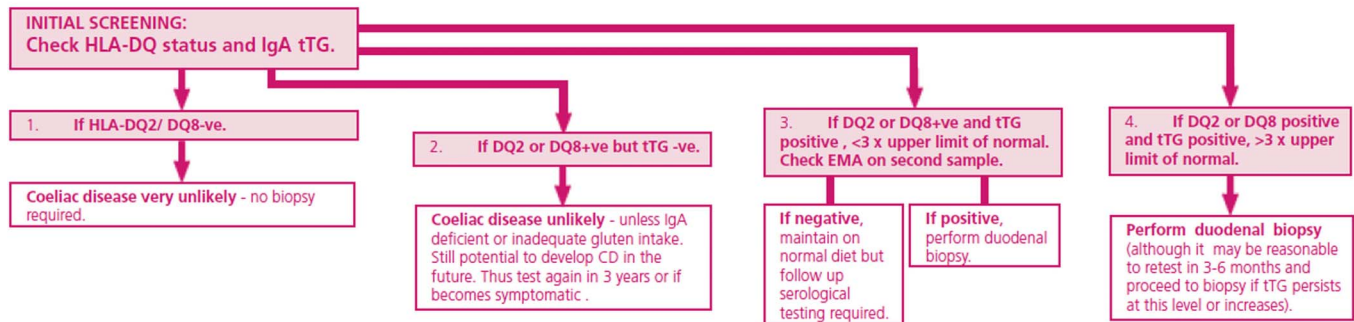 INITIAL SCREENING:
Check HLA-DQ status and IgA tTG.
1. If HLA-DQ2/ DQ8-ve.
Coeliac disease very unlikely - no biopsy
required.
2. If DQ2 or DQ8+ve but tTG -ve.
Coeliac disease unlikely - unless IgA
deficient or inadequate gluten intake.
Still potential to develop CD in the
future. Thus test again in 3 years or if
becomes symptomatic .
3. If DQ2 or DQ8+ve and tTG
positive , <3 x upper limit of normal.
Check EMA on second sample.
If negative,
maintain on
normal diet but
follow up
serological
testing required.
If positive,
perform duodenal
biopsy.
4. If DQ2 or DQ8 positive
and tTG positive, >3 x upper
limit of normal.
Perform duodenal biopsy
(although it may be reasonable
to retest in 3-6 months and
proceed to biopsy if tTG persists
at this level or increases).